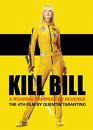 KILL BILL
A ROARING RAMPAGE OF REVENGE
THE 4TH FILM BY QUENTIN TARANTINO